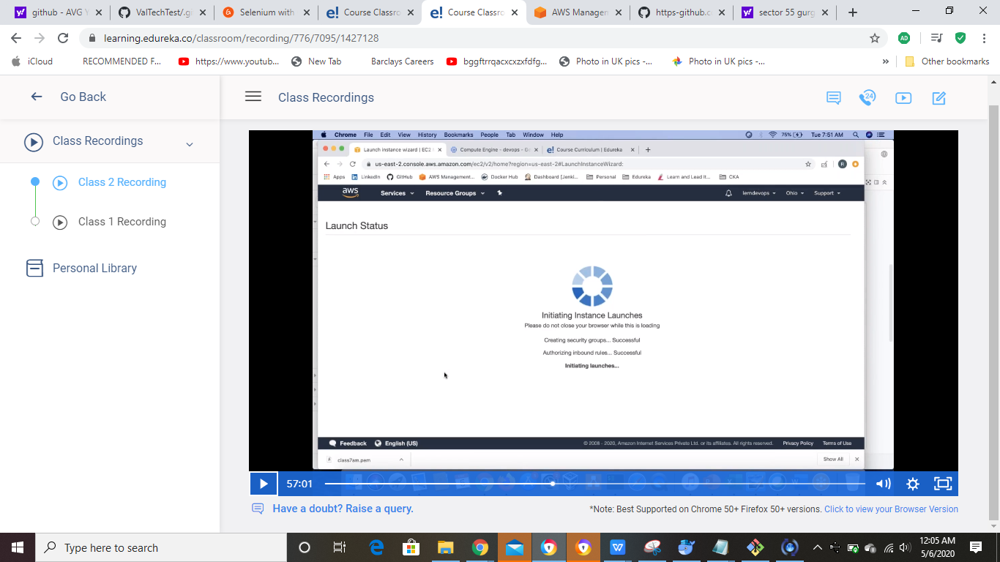 github - AVG Y
ValTechTest/.gi
Selenium with
Course Classro
Course Classro
AWS Managen
https-github.c
sector 55 gurg
learning.edureka.co/classroom/recording/776/7095/1427128
AD
iCloud
RECOMMENDED F...
https://www.youtub...
New Tab
Barclays Careers
bggftrrqacxcxzxfdfg...
Photo in UK pics -...
Photo in UK pics -...
»
Other bookmarks
Go Back
Class Recordings
24
Class Recordings
Class 2 Recording
Class 1 Recording
Personal Library
Chrome File Edit View History Bookmarks People Tab Window Help
75%
Tue 7:51 AM
Launch instance wizard | EC2
Compute Engine - devops - G
Course Curriculum | Edureka
us-east-2.console.aws.amazon.com/ec2/v2/home?region=us-east-2#LaunchInstanceWizard:
R
Apps
LinkedIn
GitHub
AWS Management...
Docker Hub
Dashboard [Jenki...
Personal
Edureka
Learn and Lead It...
CKA
aws
Services
Resource Groups
lerndevops
Ohio
Support
Launch Status
Initiating Instance Launches
Please do not close your browser while this is loading
Creating security groups... Successful
Authorizing inbound rules... Successful
Initiating launches...
Feedback
English (US)
© 2008 - 2020, Amazon Internet Services Private Ltd. or its affiliates. All rights reserved.
Privacy Policy
Terms of Use
class7am.pem
Show All
57:01
Have a doubt? Raise a query.
*Note: Best Supported on Chrome 50+ Firefox 50+ versions. Click to view your Browser Version
Type here to search
12:05 AM
5/6/2020